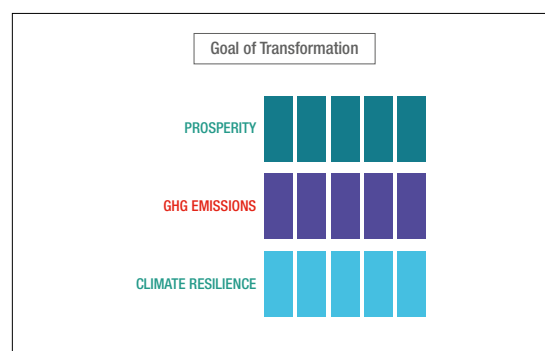 Goal of Transformation
PROSPERITY
GHG EMISSIONS
CLIMATE RESILIENCE